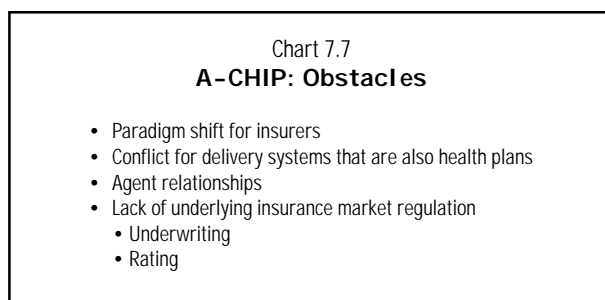 Chart 7.7
A-CHIP: Obstacles
• Paradigm shift for insurers
• Conflict for delivery systems that are also health plans
• Agent relationships
• Lack of underlying insurance market regulation
• Underwriting
• Rating